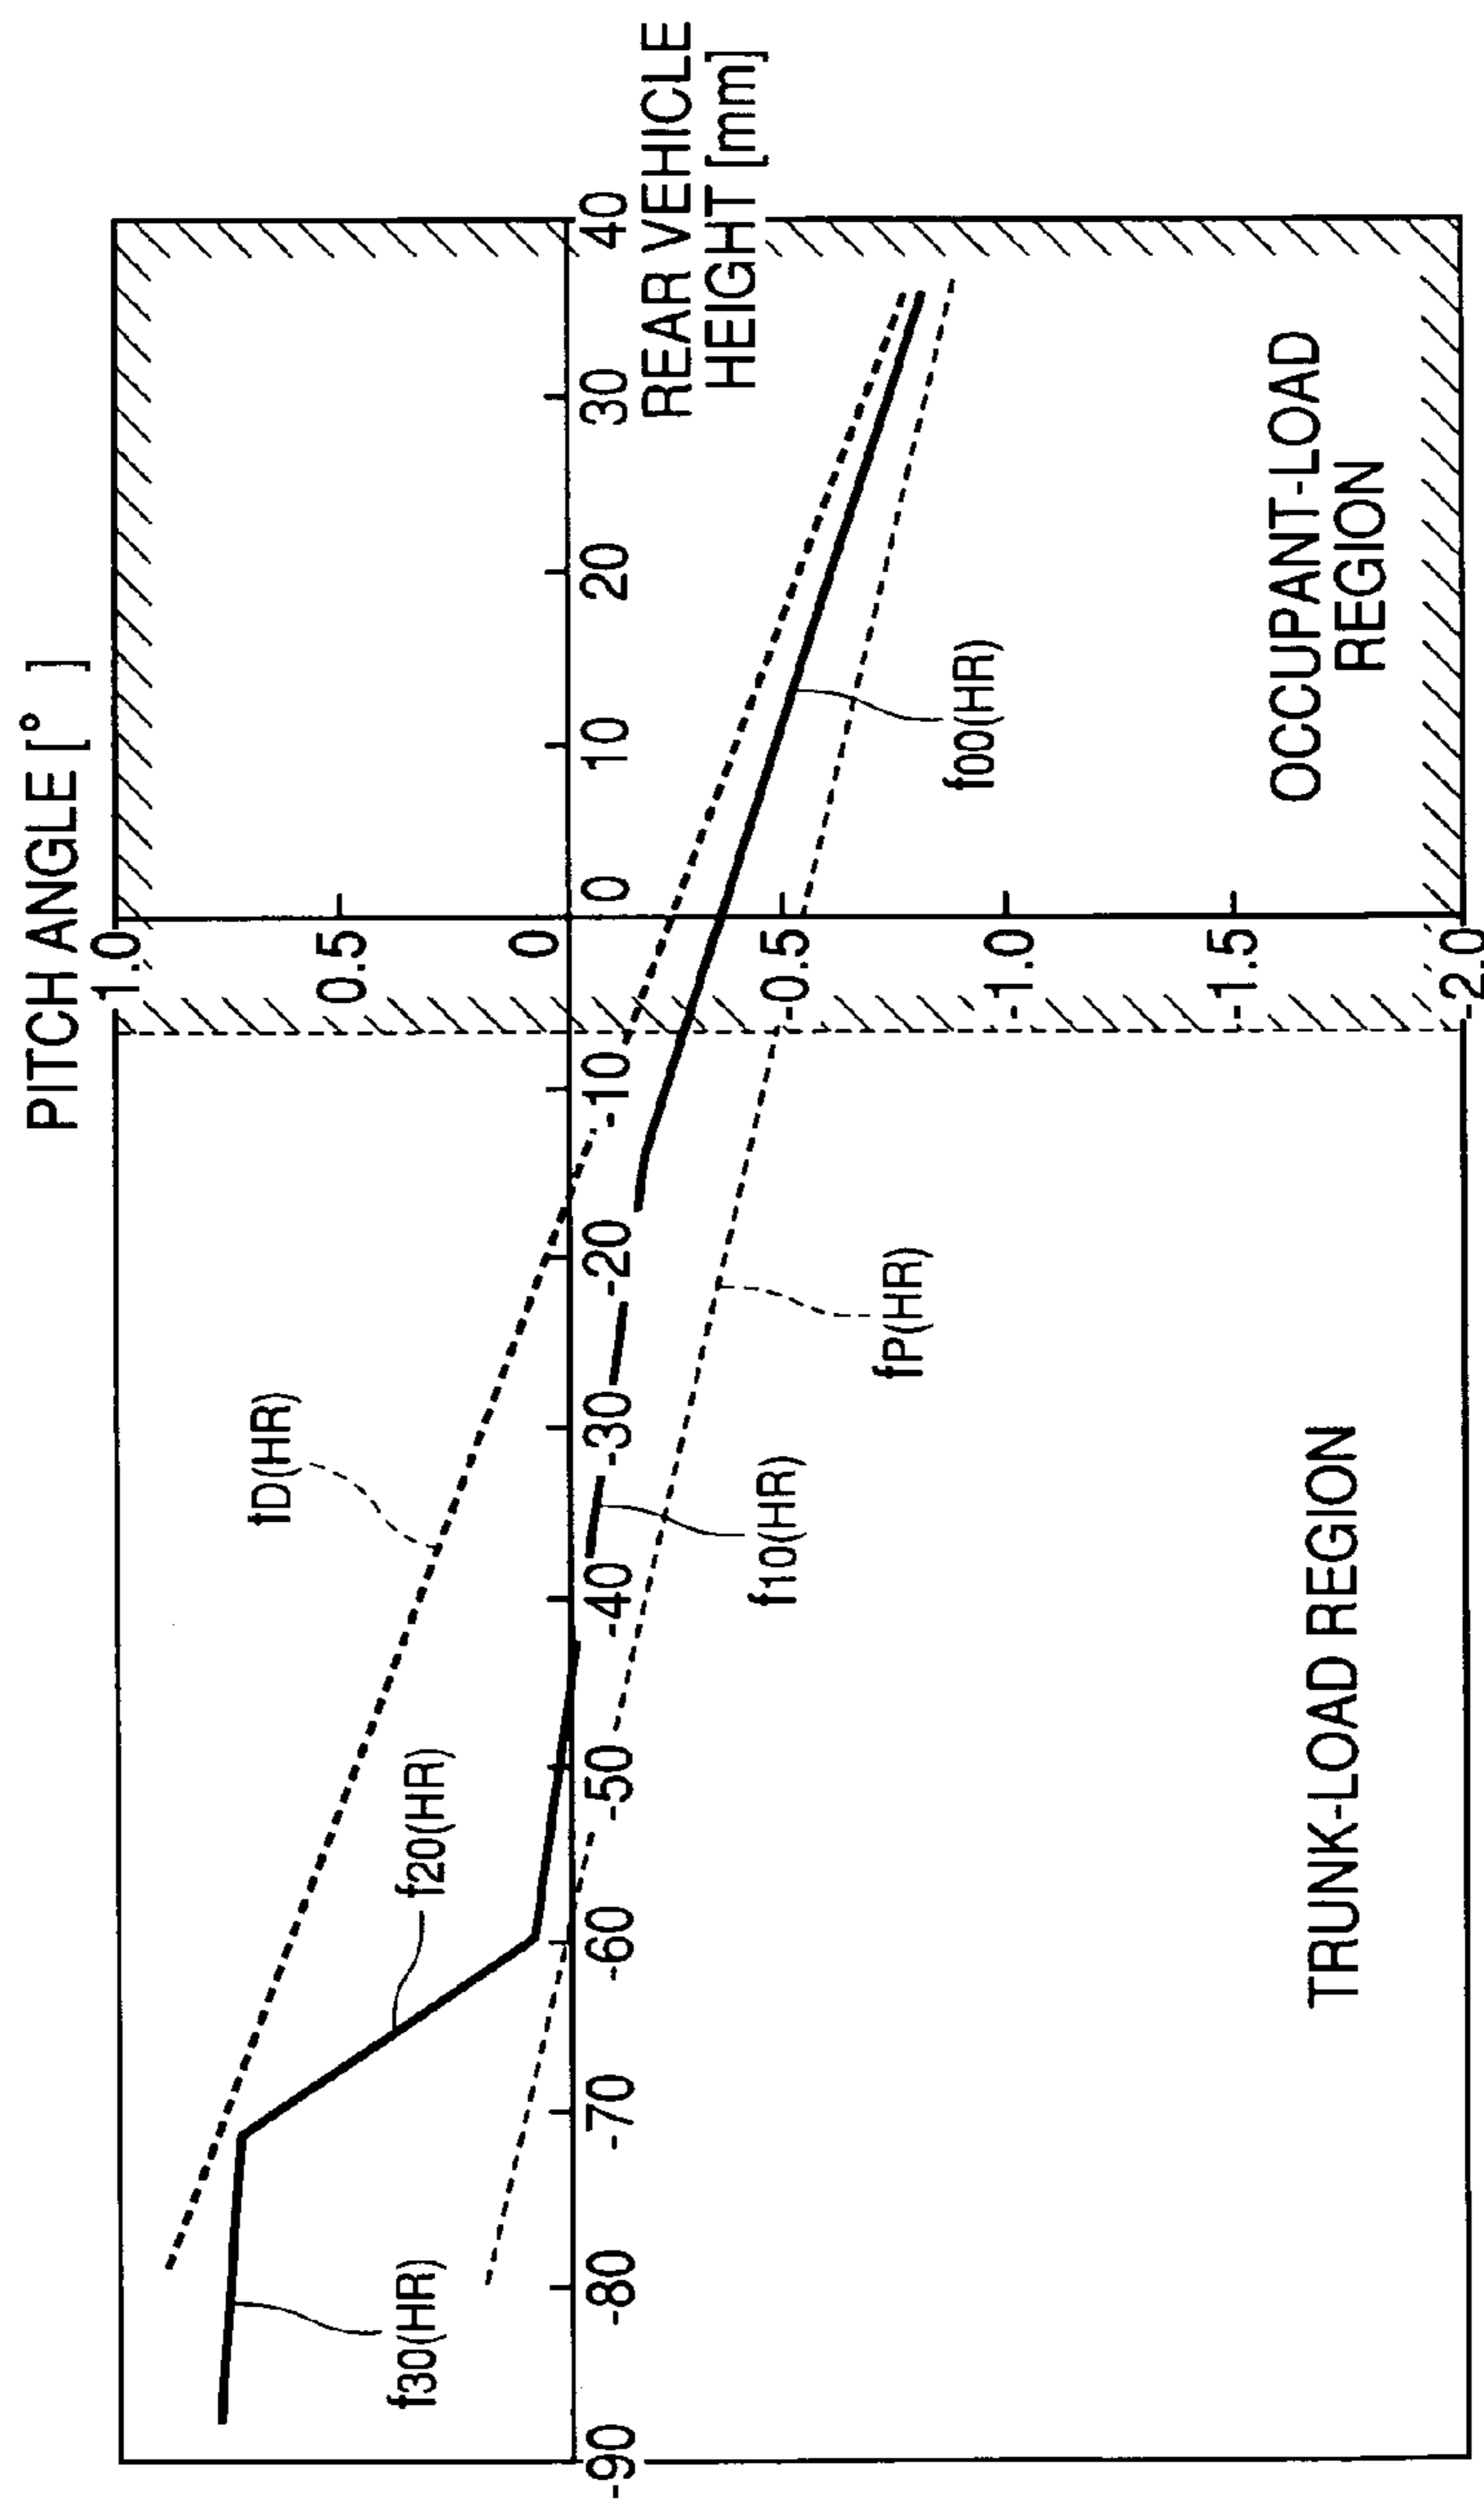 PITCH ANGLE [° ]
1.0
0.5
0
-0.5
-1.0
-1.5
-2.0
-90
-80
-70
-60
-50
-40
-30
-20
-10
0
10
20
30
40
REAR VEHICLE
HEIGHT [mm]
fD(HR)
f20(HR)
f30(HR)
f10(HR)
fP(HR)
f00(HR)
TRUNK-LOAD REGION
OCCUPANT-LOAD
REGION